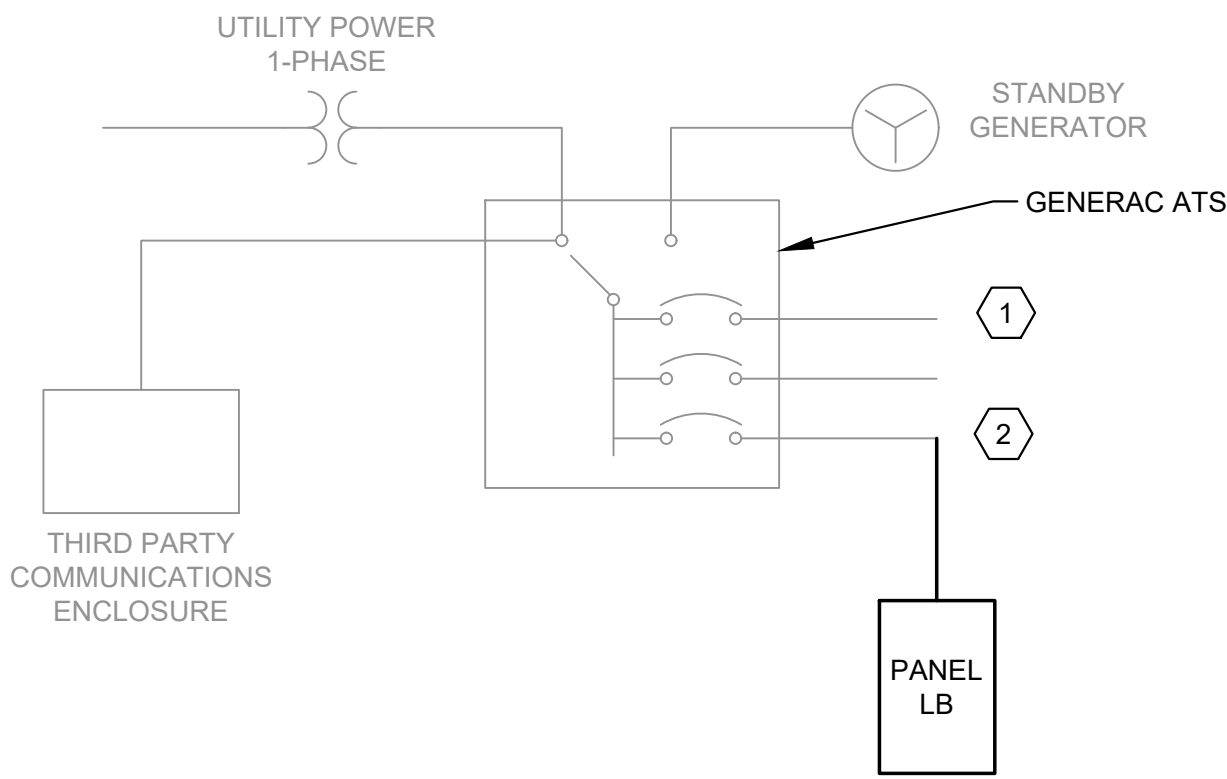 UTILITY POWER
1-PHASE
STANDBY
GENERATOR
GENERAC ATS
1
2
THIRD PARTY
COMMUNICATIONS
ENCLOSURE
PANEL
LB